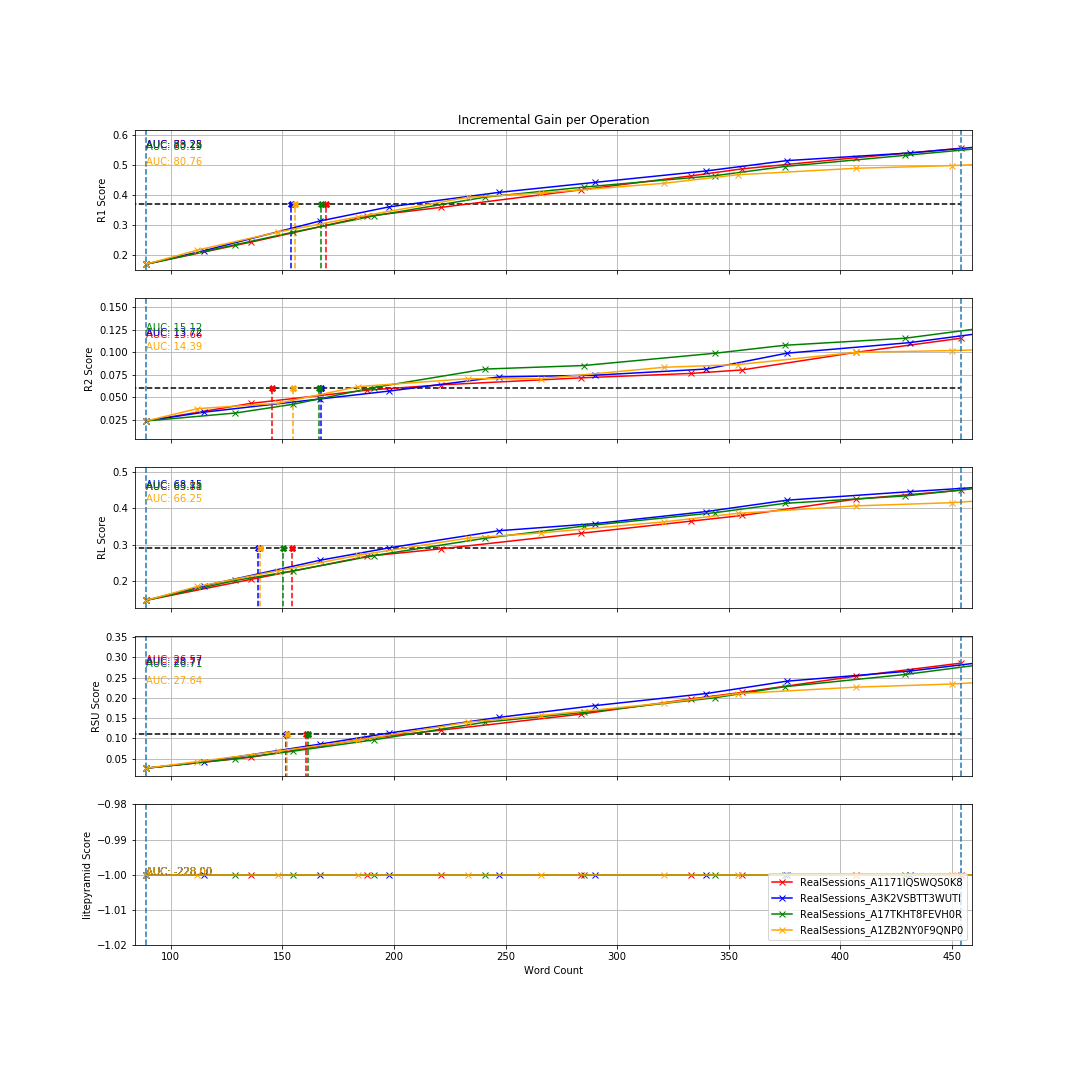 Incremental Gain per Operation
0.6
0.5
0.4
0.3
0.2
R1 Score
AUC: 80.76
0.150
0.125
0.100
0.075
0.050
0.025
R2 Score
AUC: 15.12
AUC: 14.39
0.5
0.4
0.3
0.2
RL Score
AUC: 68.15
AUC: 66.25
0.35
0.30
0.25
0.20
0.15
0.10
0.05
RSU Score
AUC: 27.64
−0.98
−0.99
−1.00
−1.01
−1.02
litepyramid Score
AUC: -228.00
RealSessions_A1171IQSWQS0K8
RealSessions_A3K2VSBTT3WUTI
RealSessions_A17TKHT8FEVH0R
RealSessions_A1ZB2NY0F9QNP0
100
150
200
250
300
350
400
450
Word Count